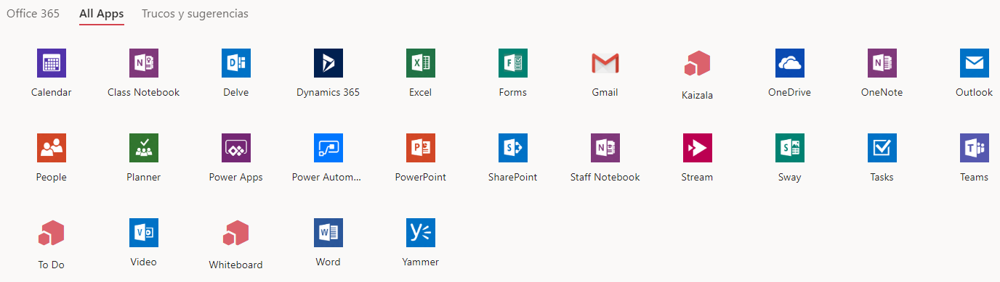 Office 365 All Apps Trucos y sugerencias
Calendar Class Notebook Delve Dynamics 365 Excel Forms Gmail Kaizala OneDrive OneNote Outlook
People Planner Power Apps Power Autom... PowerPoint SharePoint Staff Notebook Stream Sway Tasks Teams
To Do Video Whiteboard Word Yammer